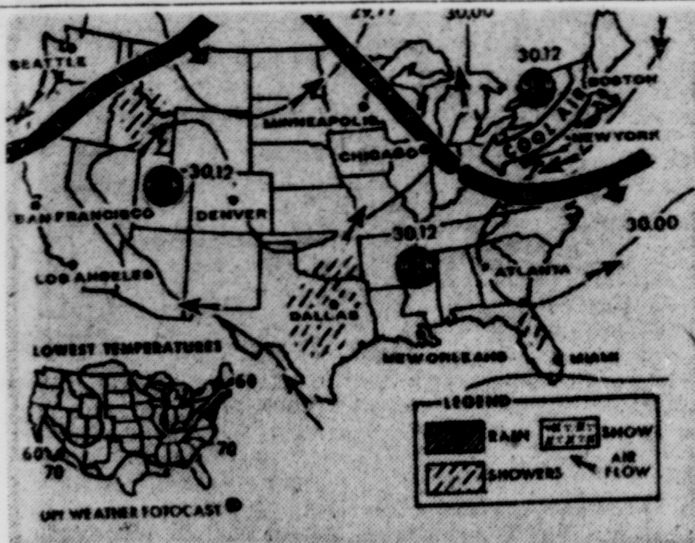 29.77
30.00
SEATTLE
30.12
BOSTON
COOL AIR
MINNEAPOLIS
NEW YORK
CHICAGO
30.12
SAN FRANCISCO
DENVER
30.12
30.00
LOS ANGELES
ATLANTA
DALLAS
LOWEST TEMPERATURES
NEW ORLEANS
MIAMI
60
LEGEND
RAIN
SNOW
60
70
70
SHOWERS
AIR
FLOW
UPI WEATHER FOTOCAST